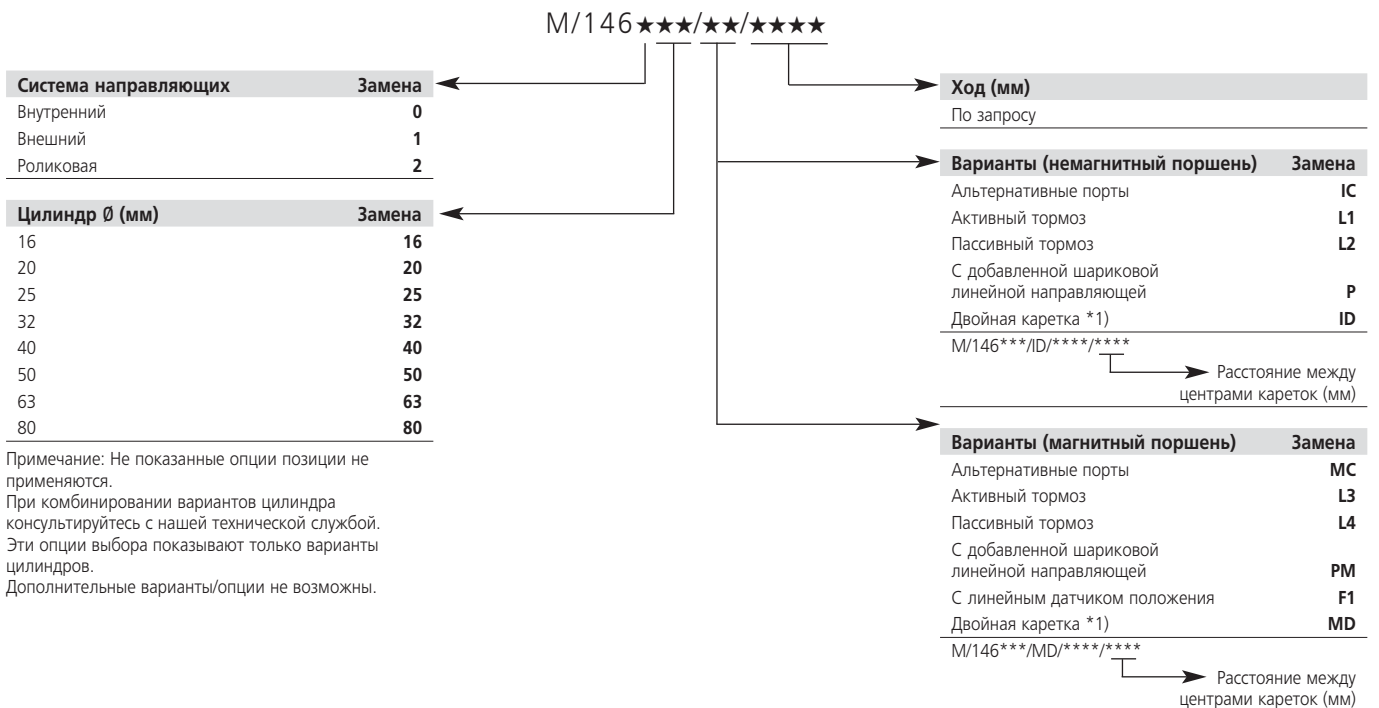 M/146★★★/★★/★★★★
Система направляющих Замена
Внутренний 0
Внешний 1
Роликовая 2
Цилиндр Ø (мм) Замена
16 16
20 20
25 25
32 32
40 40
50 50
63 63
80 80
Примечание: Не показанные опции позиции не
применяются.
При комбинировании вариантов цилиндра
консультируйтесь с нашей технической службой.
Эти опции выбора показывают только варианты
цилиндров.
Дополнительные варианты/опции не возможны.
Ход (мм)
По запросу
Варианты (немагнитный поршень) Замена
Альтернативные порты IC
Активный тормоз L1
Пассивный тормоз L2
С добавленной шариковой
линейной направляющей P
Двойная каретка *1) ID
M/146***/ID/****/****
Расстояние между
центрами кареток (мм)
Варианты (магнитный поршень) Замена
Альтернативные порты MC
Активный тормоз L3
Пассивный тормоз L4
С добавленной шариковой
линейной направляющей PM
С линейным датчиком положения F1
Двойная каретка *1) MD
M/146***/MD/****/****
Расстояние между
центрами кареток (мм)